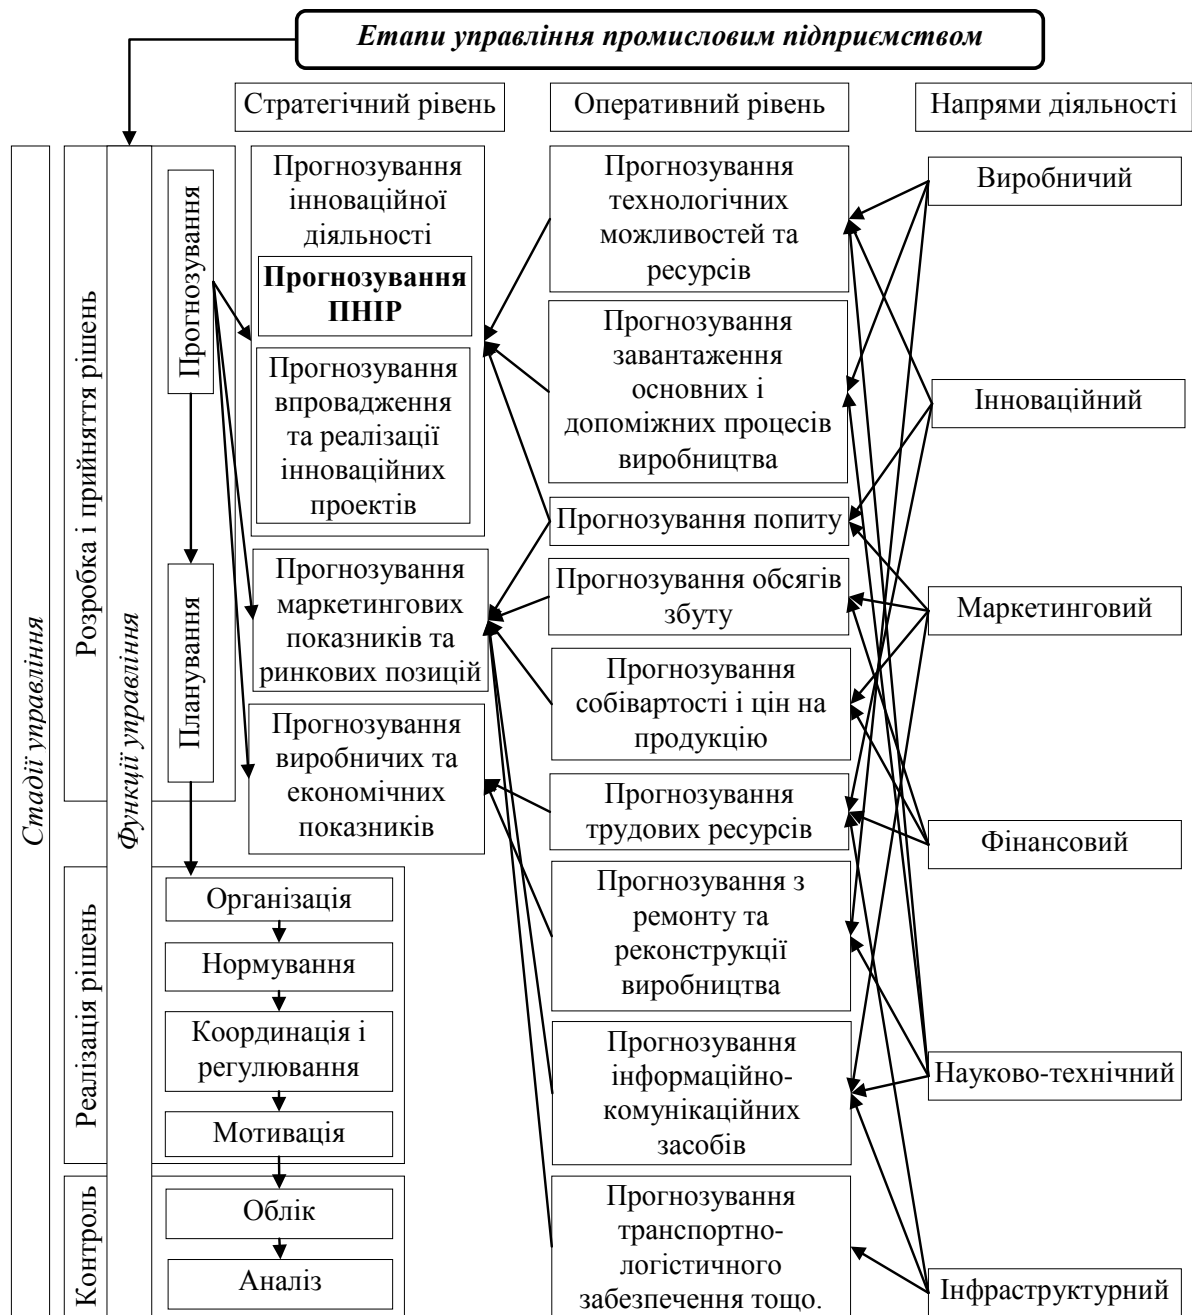 Етапи управління промисловим підприємством
Стратегічний рівень
Оперативний рівень
Напрями діяльності
Стадії управління
Розробка і прийняття рішень
Функції управління
Прогнозування
Планування
Прогнозування
інноваційної
діяльності
Прогнозування
ПНІР
Прогнозування
впровадження
та реалізації
інноваційних
проектів
Прогнозування
маркетингових
показників та
ринкових позицій
Прогнозування
виробничих та
економічних
показників
Прогнозування
технологічних
можливостей та
ресурсів
Прогнозування
завантаження
основних і
допоміжних процесів
виробництва
Прогнозування попиту
Прогнозування обсягів
збуту
Прогнозування
собівартості і цін на
продукцію
Прогнозування
трудових ресурсів
Прогнозування з
ремонту та
реконструкції
виробництва
Прогнозування
інформаційно-
комунікаційних
засобів
Прогнозування
транспортно-
логістичного
забезпечення тощо.
Виробничий
Інноваційний
Маркетинговий
Фінансовий
Науково-технічний
Інфраструктурний
Реалізація рішень
Організація
Нормування
Координація і
регулювання
Мотивація
Контроль
Облік
Аналіз